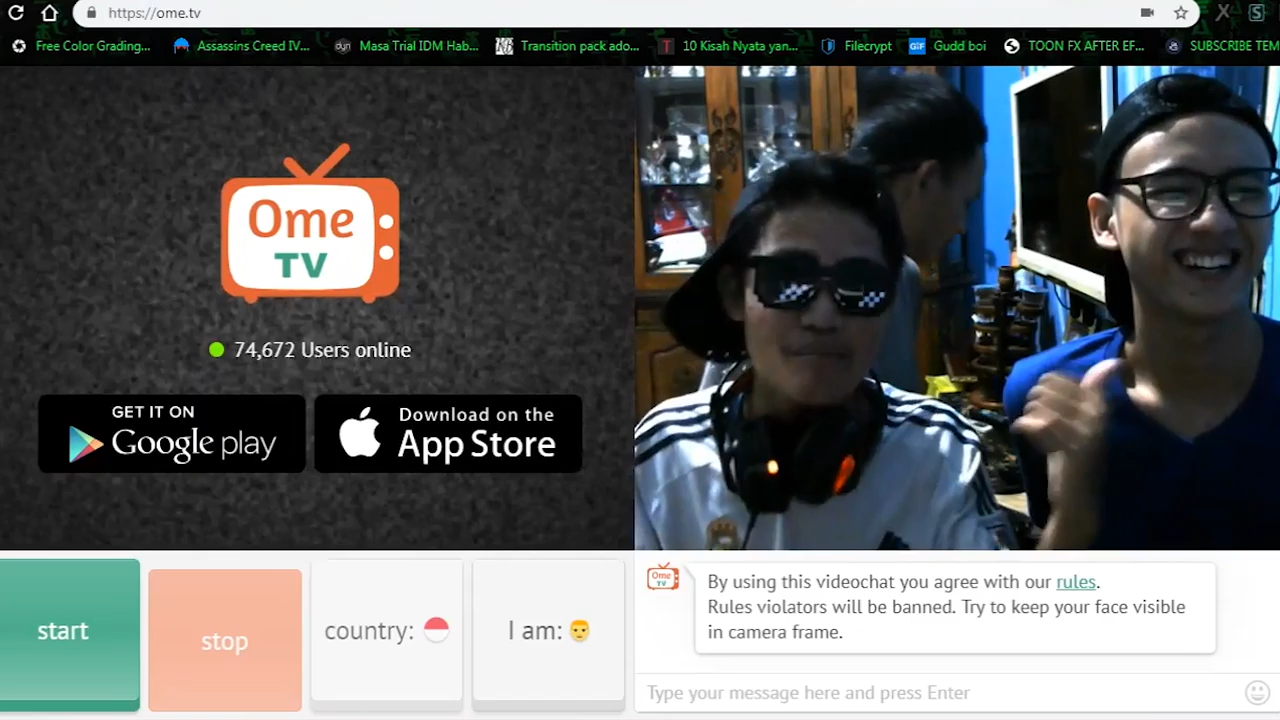 https://ome.tv
Free Color Grading...
Assassins Creed IV...
dyn
Masa Trial IDM Hab...
Transition pack ado...
T
10 Kisah Nyata yan...
Filecrypt
GIF
Gudd boi
TOON FX AFTER EF...
SUBSCRIBE TEM
X
S
Ome
TV
74,672 Users online
GET IT ON
Google play
Download on the
App Store
start
stop
country:
I am:
Ome
TV
By using this videochat you agree with our rules.
Rules violators will be banned. Try to keep your face visible
in camera frame.
Type your message here and press Enter